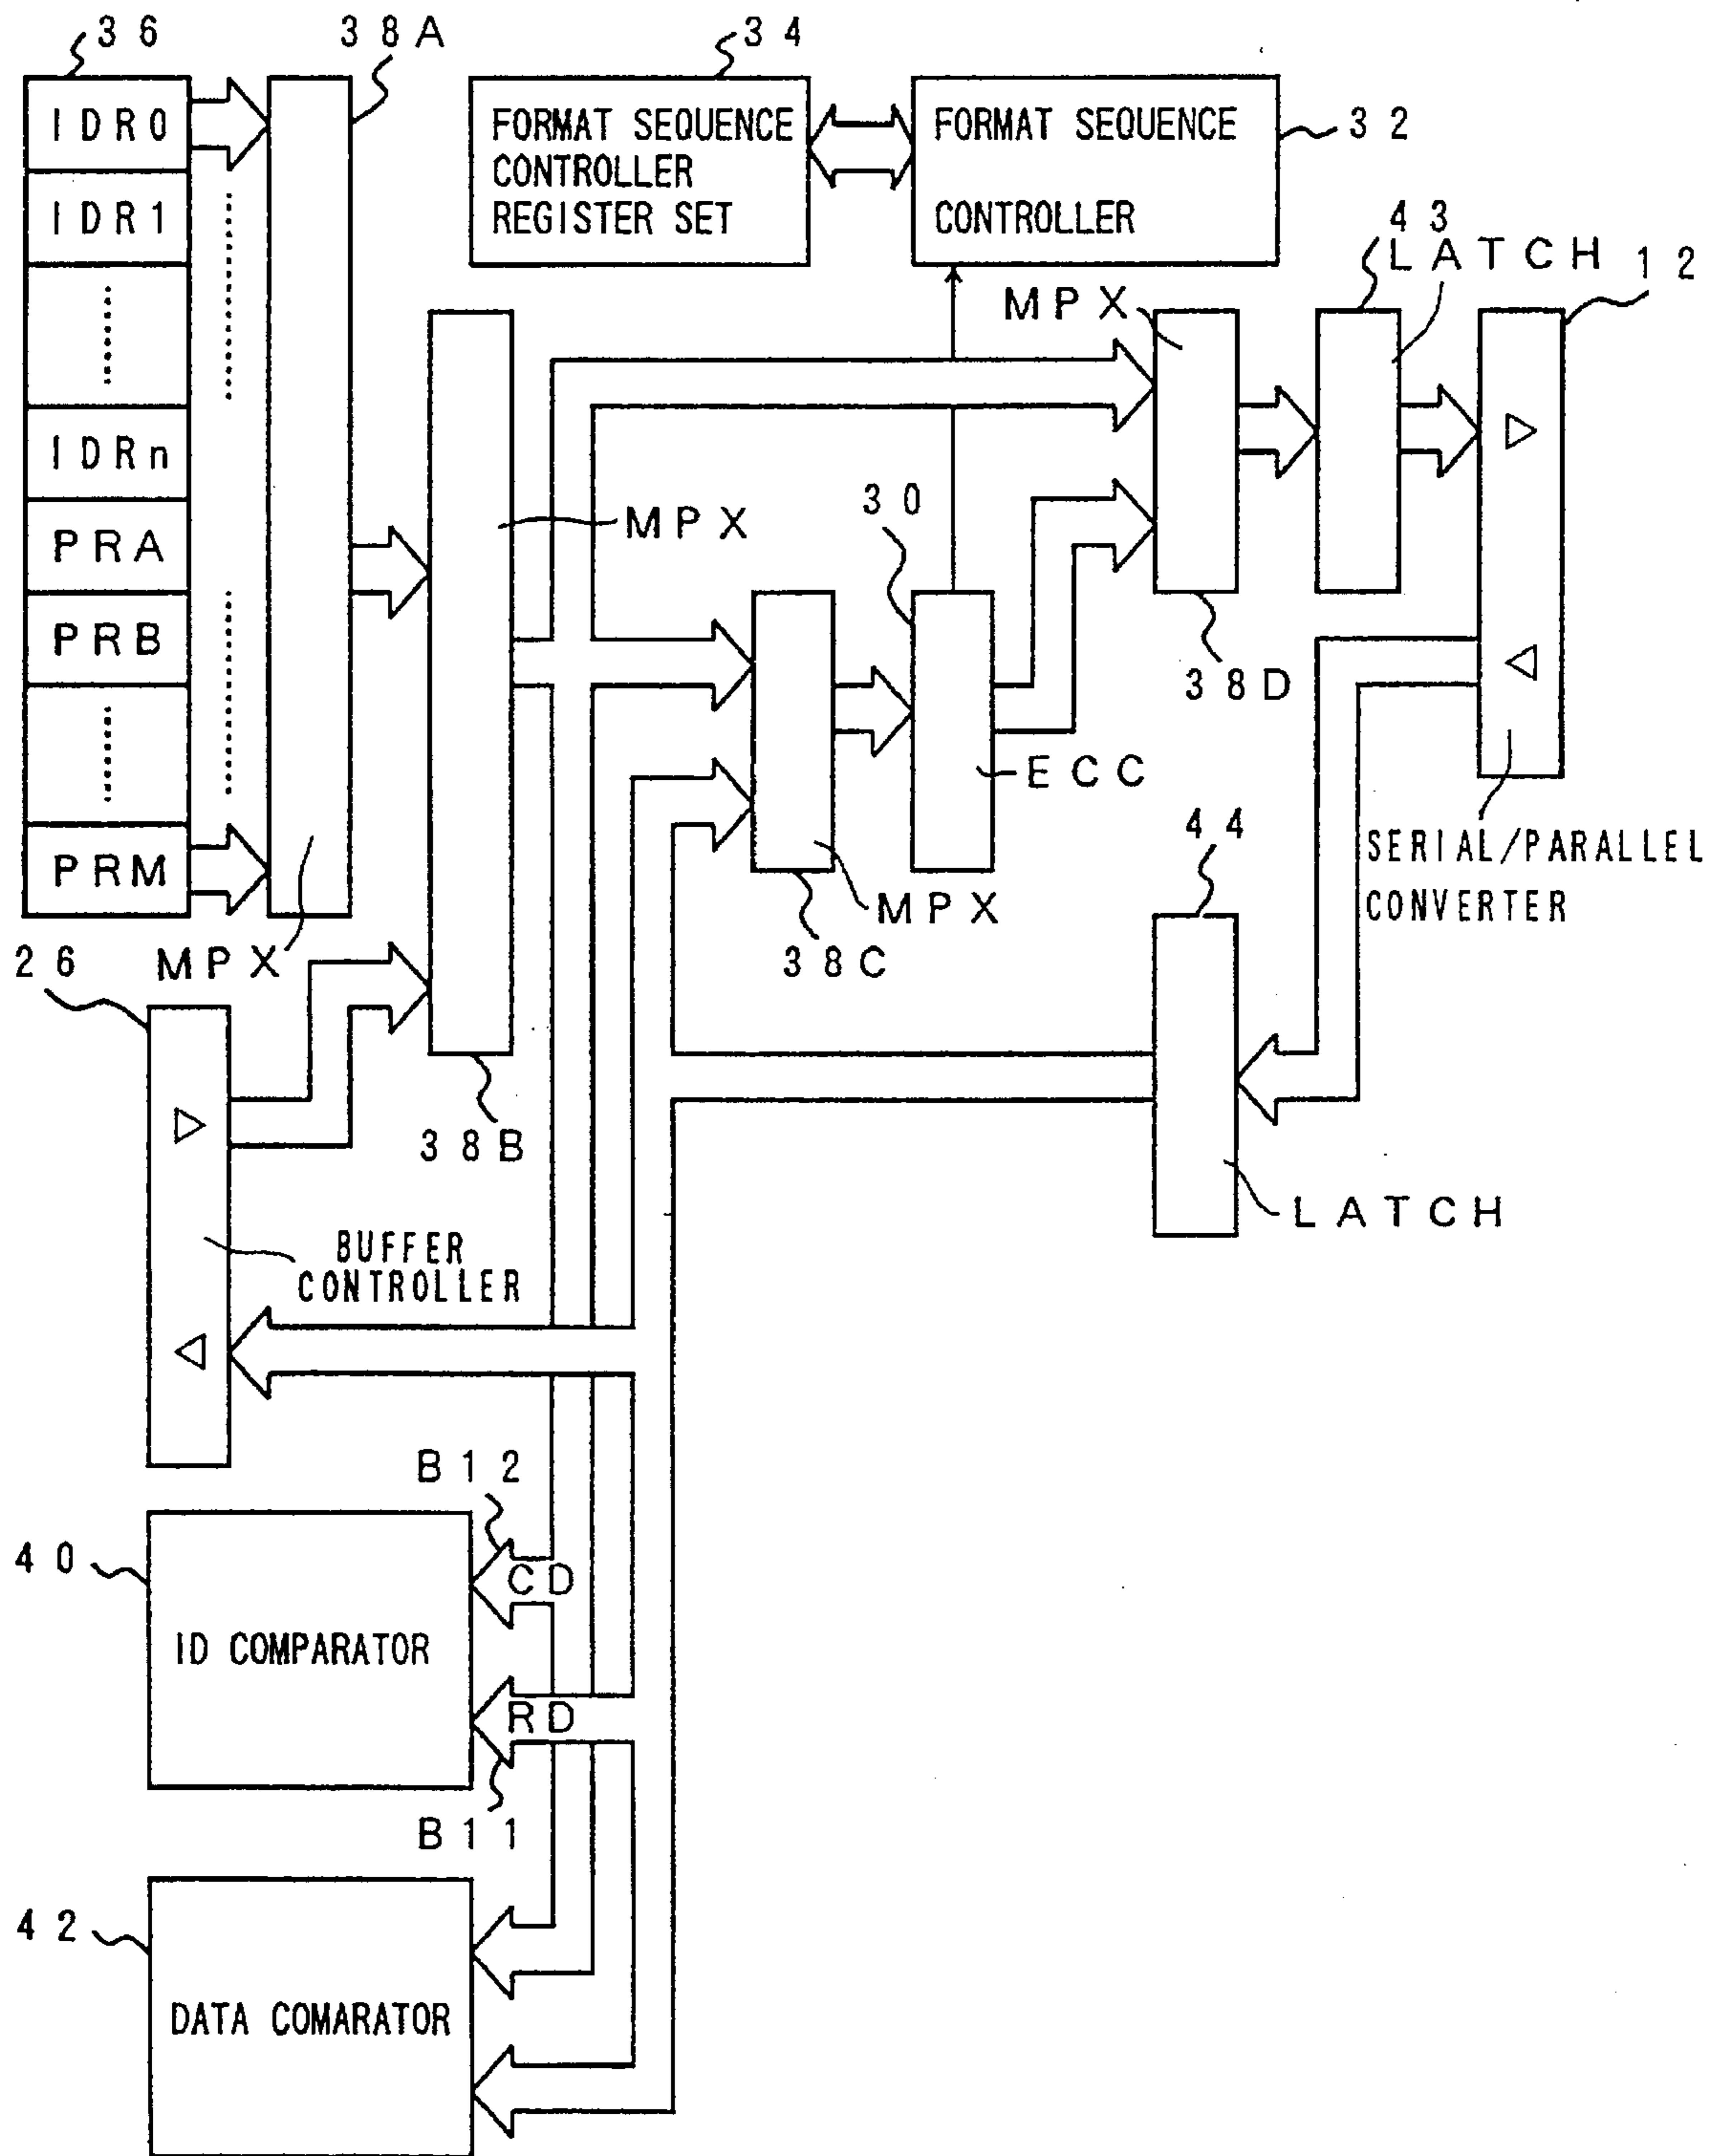 36
38A
34
32
IDR0
IDR1
IDRn
PRA
PRB
PRM
FORMAT SEQUENCE
CONTROLLER
REGISTER SET
FORMAT SEQUENCE
CONTROLLER
43
LATCH
12
MPX
MPX
30
38D
ECC
MPX
38C
44
SERIAL/PARALLEL
CONVERTER
26
MPX
38B
LATCH
BUFFER
CONTROLLER
B12
40
CD
ID COMPARATOR
RD
B11
42
DATA COMARATOR